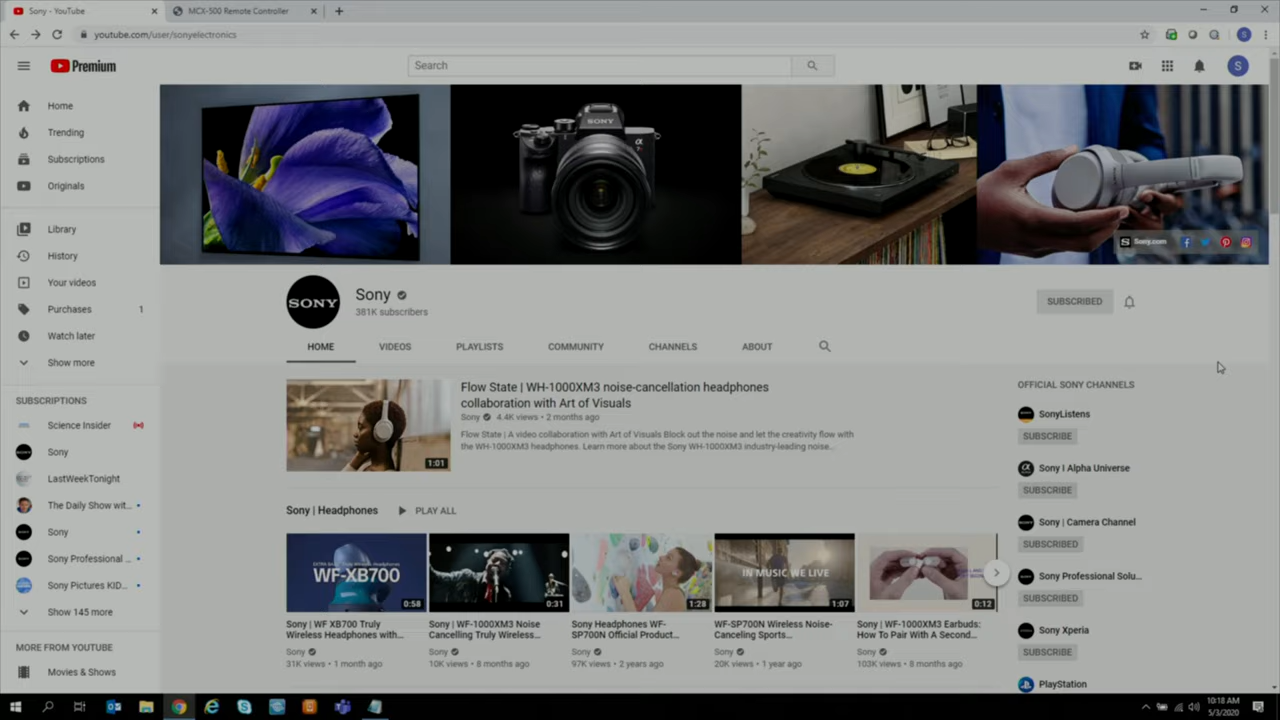 Sony - YouTube
MCX-500 Remote Controller
youtube.com/user/sonyelectronics
S
Premium
Search
S
Home
Trending
Subscriptions
Originals
Library
History
Your videos
Purchases 1
Watch later
Show more
SUBSCRIPTIONS
Science Insider
Sony
LastWeekTonight
The Daily Show wit...
Sony
Sony Professional ...
Sony Pictures KID...
Show 145 more
MORE FROM YOUTUBE
Movies & Shows
SONY
α
Sony.com
SONY
Sony
381K subscribers
SUBSCRIBED
HOME VIDEOS PLAYLISTS COMMUNITY CHANNELS ABOUT
1:01
Flow State | WH-1000XM3 noise-cancellation headphones
collaboration with Art of Visuals
Sony 4.4K views • 2 months ago
Flow State | A video collaboration with Art of Visuals Block out the noise and let the creativity flow with
the WH-1000XM3 headphones. Learn more about the Sony WH-1000XM3 industry-leading noise...
Sony | Headphones PLAY ALL
WF-XB700
0:58
Sony | WF XB700 Truly
Wireless Headphones with...
Sony
31K views • 1 month ago
0:31
Sony | WF-1000XM3 Noise
Cancelling Truly Wireless...
Sony
10K views • 8 months ago
1:28
Sony Headphones WF-
SP700N Official Product...
Sony
97K views • 2 years ago
IN MUSIC WE LIVE
1:07
WF-SP700N Wireless Noise-
Canceling Sports...
Sony
20K views • 1 year ago
0:12
Sony | WF-1000XM3 Earbuds:
How To Pair With A Second...
Sony
103K views • 8 months ago
OFFICIAL SONY CHANNELS
SonyListens
SUBSCRIBE
Sony I Alpha Universe
SUBSCRIBE
Sony | Camera Channel
SUBSCRIBED
Sony Professional Solu...
SUBSCRIBED
Sony Xperia
SUBSCRIBE
PlayStation
10:18 AM
5/3/2020